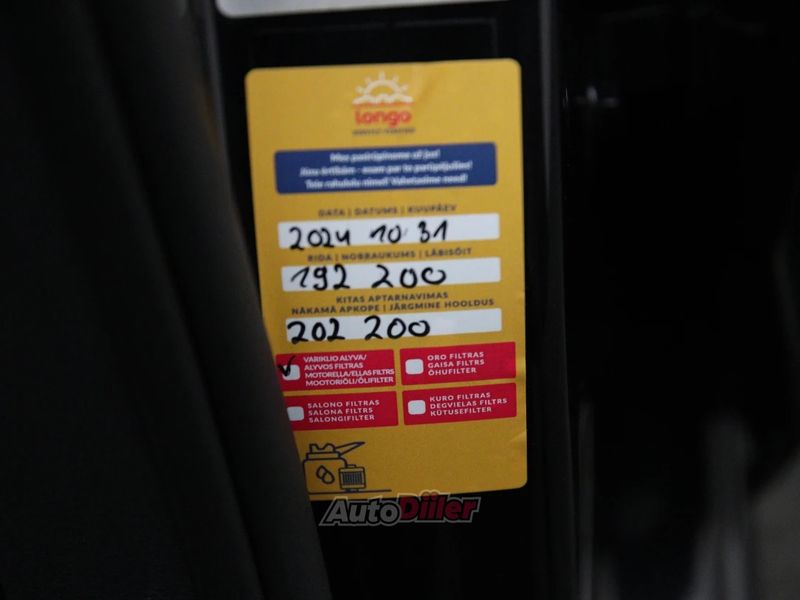 longo
DATA | DATUMS | KUUPÄEV
2024 10 31
RIDA | NOBRAUKUMS | LÄBISÕIT
192 200
KITAS APTARNAVIMAS
NĀKAMĀ APKOPE | JÄRGMINE HOOLDUS
202 200
VARIKLIO ALYVA/
ALYVOS FILTRAS
MOTORELLA/ELLAS FILTRS
MOOTORIÕLI/ÕLIFILTER
ORO FILTRAS
GAISA FILTRS
ÕHUFILTER
SALONO FILTRAS
SALONA FILTRS
SALONGIFILTER
KURO FILTRAS
DEGVIELAS FILTRS
KÜTUSEFILTER
AutoDiiler